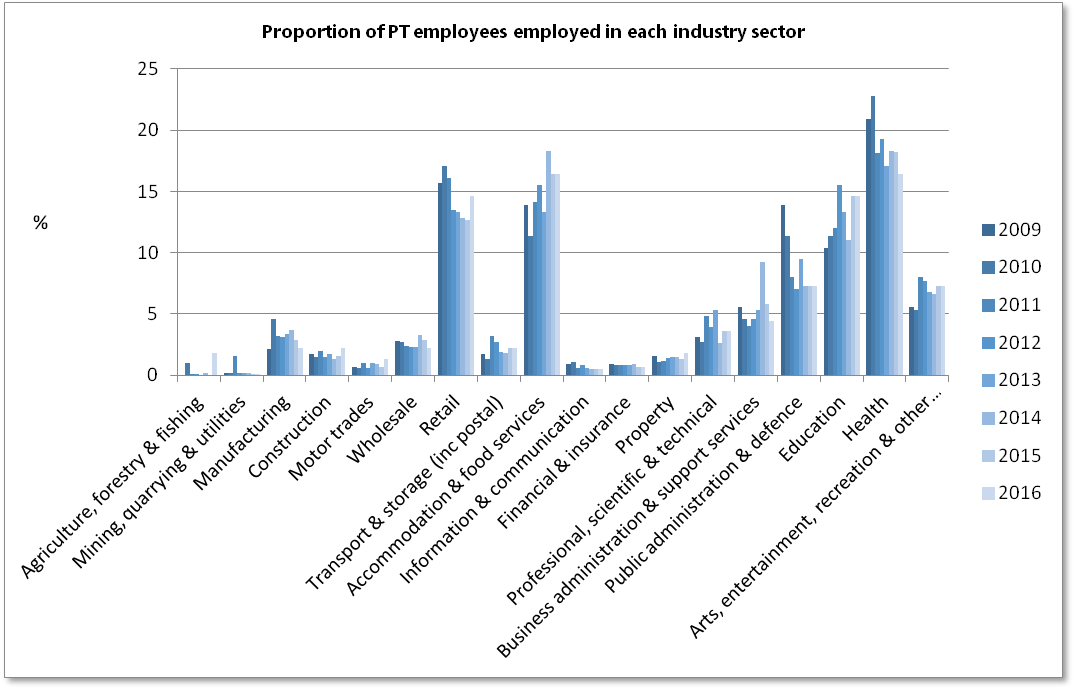 Proportion of PT employees employed in each industry sector
25
20
15
10
5
0
%
Agriculture, forestry & fishing
Mining, quarrying & utilities
Manufacturing
Construction
Motor trades
Wholesale
Retail
Transport & storage (inc postal)
Accommodation & food services
Information & communication
Financial & insurance
Property
Professional, scientific & technical
Business administration & support services
Public administration & defence
Education
Health
Arts, entertainment, recreation & other...
2009
2010
2011
2012
2013
2014
2015
2016